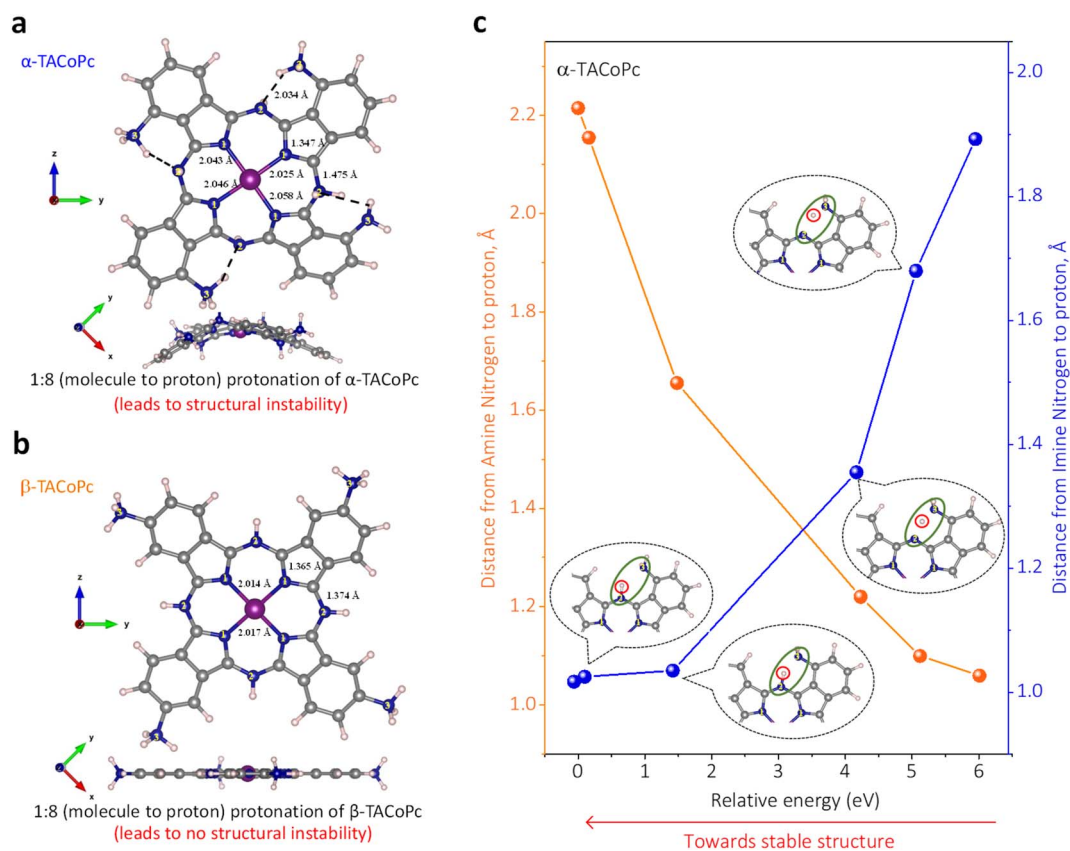 a
α-TACoPc
2.034 Å
1.347 Å
2.043 Å
2.025 Å
1.475 Å
2.046 Å
2.058 Å
z
y
y
x
1:8 (molecule to proton) protonation of α-TACoPc
(leads to structural instability)
b
β-TACoPc
1.365 Å
2.014 Å
1.374 Å
2.017 Å
z
y
y
x
1:8 (molecule to proton) protonation of β-TACoPc
(leads to no structural instability)
c
α-TACoPc
Distance from Amine Nitrogen to proton, Å
2.2
2.0
1.8
1.6
1.4
1.2
1.0
Distance from Imine Nitrogen to proton, Å
2.0
1.8
1.6
1.4
1.2
1.0
0 1 2 3 4 5 6
Relative energy (eV)
Towards stable structure